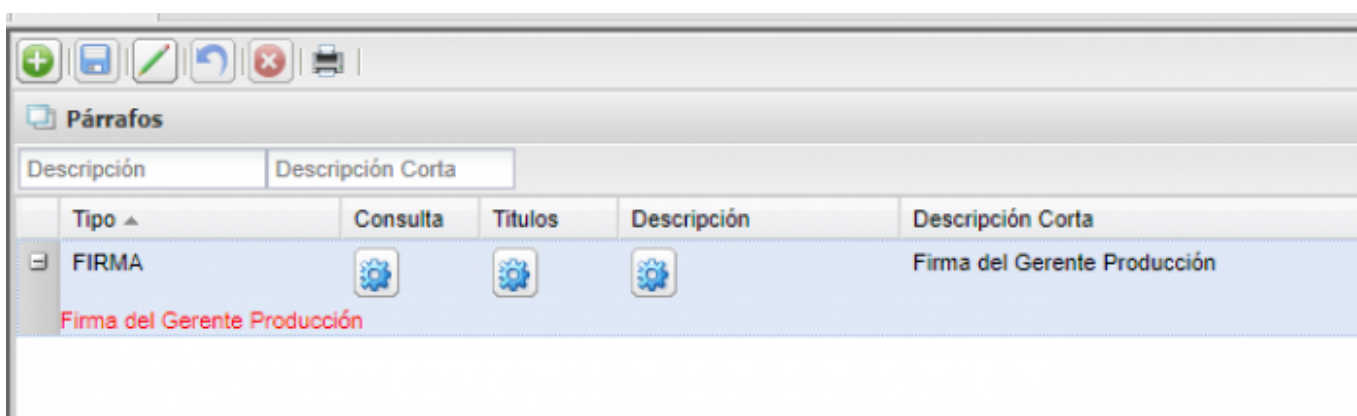 Párrafos
Descripción Descripción Corta
Tipo Consulta Titulos Descripción Descripción Corta
FIRMA Firma del Gerente Producción
Firma del Gerente Producción